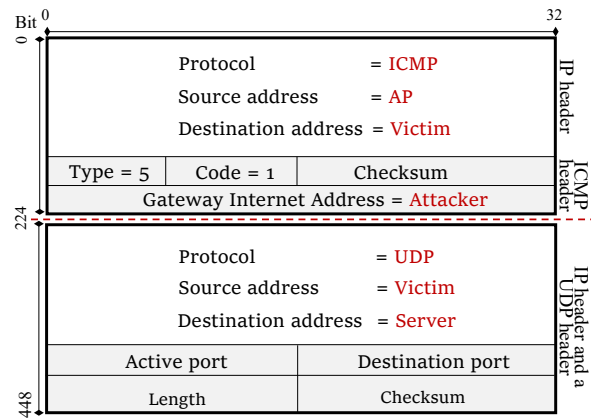 Bit 0 32
0
Protocol = ICMP
Source address = AP
Destination address = Victim
IP header
Type = 5 Code = 1 Checksum
Gateway Internet Address = Attacker
ICMP
header
224
Protocol = UDP
Source address = Victim
Destination address = Server
IP header and a
UDP header
Active port Destination port
Length Checksum
448